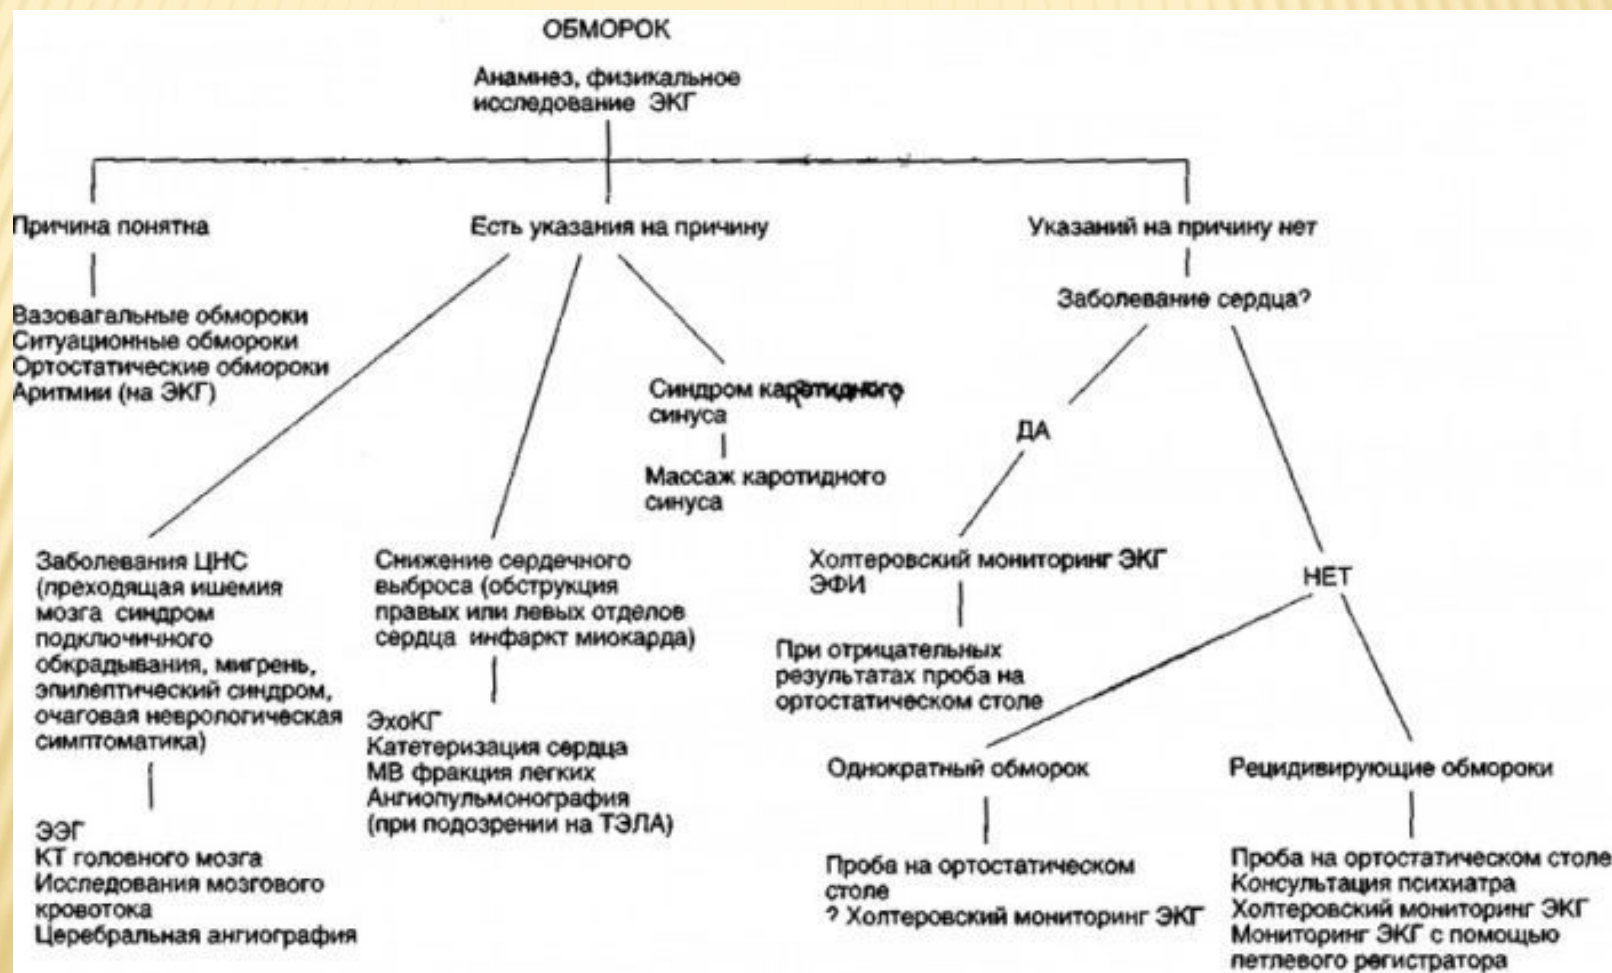 ОБМОРОК
Анамнез, физикальное
исследование ЭКГ
Причина понятна
Вазовагальные обмороки
Ситуационные обмороки
Ортостатические обмороки
Аритмии (на ЭКГ)
Есть указания на причину
Заболевания ЦНС
(преходящая ишемия
мозга синдром
подключичного
обкрадывания, мигрень,
эпилептический синдром,
очаговая неврологическая
симптоматика)
ЭЭГ
КТ головного мозга
Исследования мозгового
кровотока
Церебральная ангиография
Снижение сердечного
выброса (обструкция
правых или левых отделов
сердца инфаркт миокарда)
ЭхоКГ
Катетеризация сердца
МВ фракция легких
Ангиопульмонография
(при подозрении на ТЭЛА)
Синдром каротидного
синуса
Массаж каротидного
синуса
Указаний на причину нет
Заболевание сердца?
ДА
Холтеровский мониторинг ЭКГ
ЭФИ
При отрицательных
результатах проба на
ортостатическом столе
НЕТ
Однократный обморок
Проба на ортостатическом
столе
? Холтеровский мониторинг ЭКГ
Рецидивирующие обмороки
Проба на ортостатическом столе
Консультация психиатра
Холтеровский мониторинг ЭКГ
Мониторинг ЭКГ с помощью
петлевого регистратора